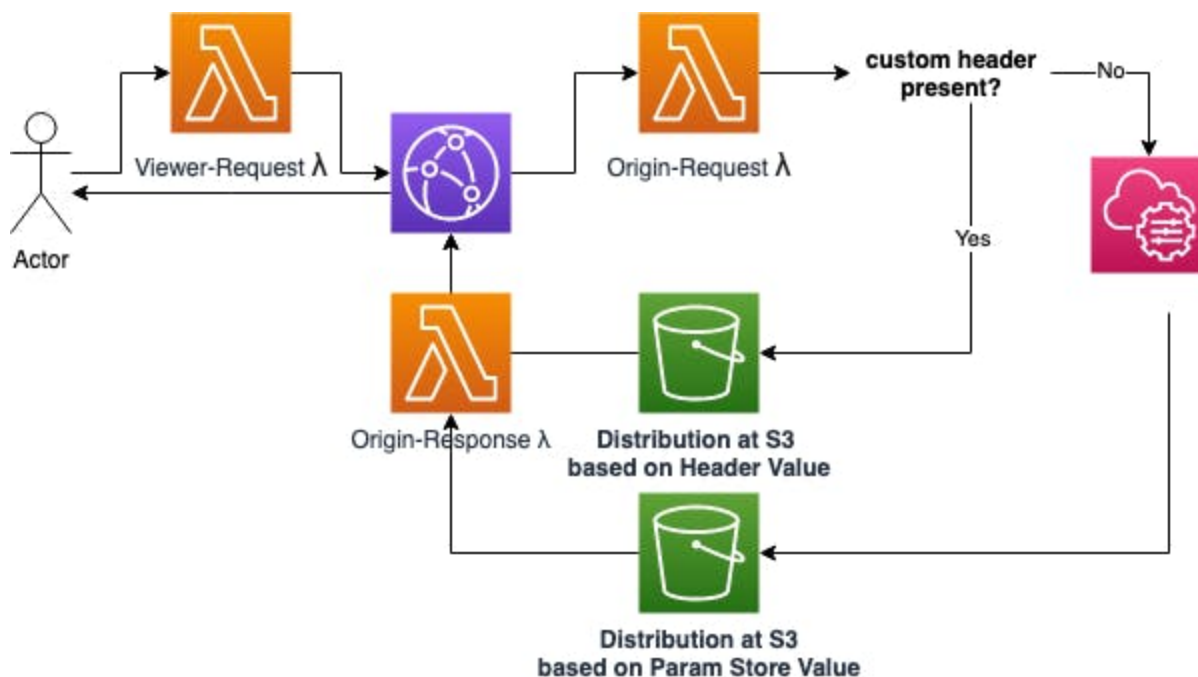 custom header
present?
No
Viewer-Request λ
Origin-Request λ
Actor
Yes
Origin-Response λ
Distribution at S3
based on Header Value
Distribution at S3
based on Param Store Value